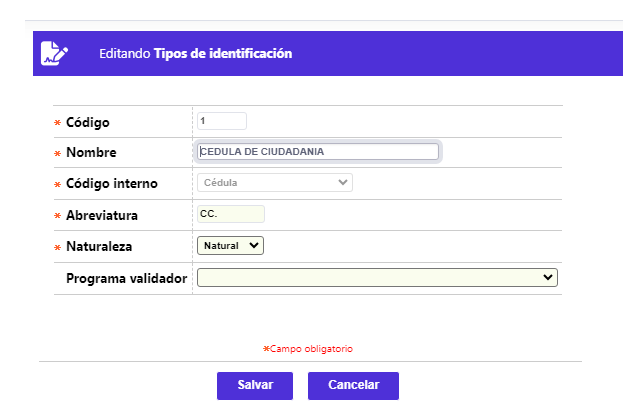 Editando Tipos de identificación
* Código 1
* Nombre CEDULA DE CIUDADANIA
* Código interno Cédula
* Abreviatura CC.
* Naturaleza Natural
Programa validador
*Campo obligatorio
Salvar Cancelar